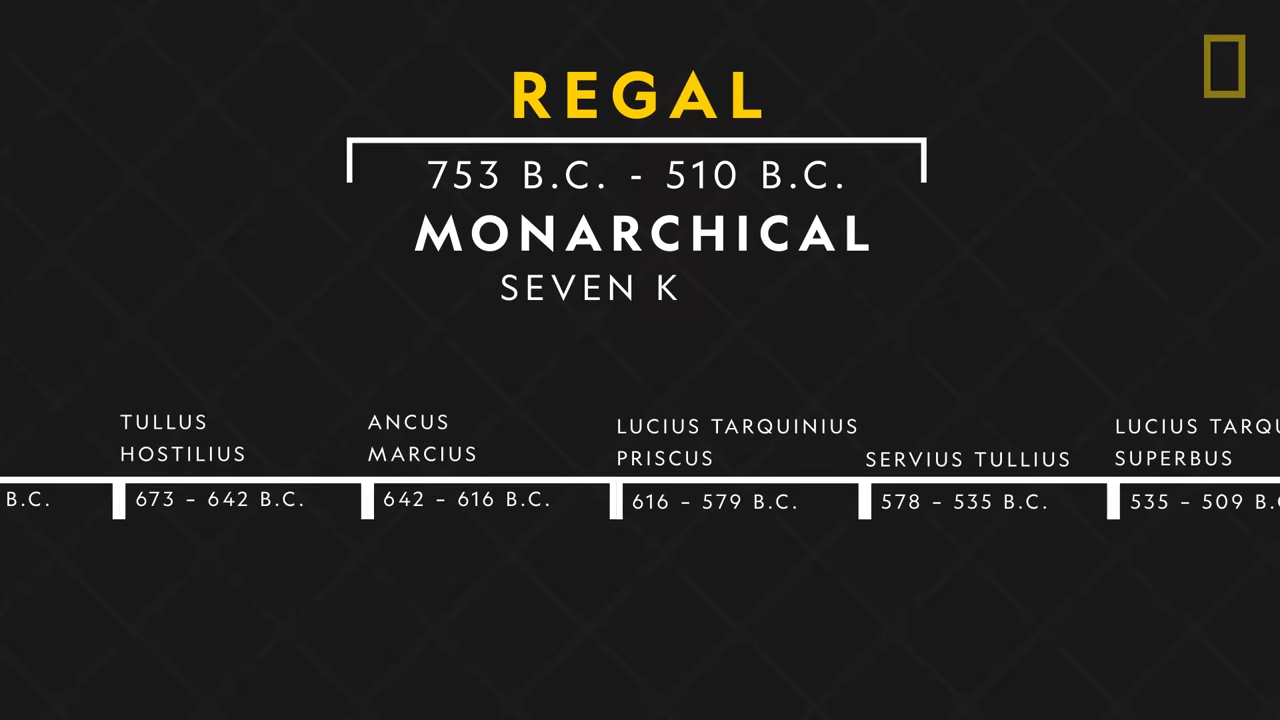 REGAL
753 B.C. - 510 B.C.
MONARCHICAL
SEVEN K
TULLUS
HOSTILIUS
ANCUS
MARCIUS
LUCIUS TARQUINIUS
PRISCUS
SERVIUS TULLIUS
LUCIUS TARQU
SUPERBUS
B.C.
673 – 642 B.C.
642 – 616 B.C.
616 – 579 B.C.
578 – 535 B.C.
535 – 509 B.C